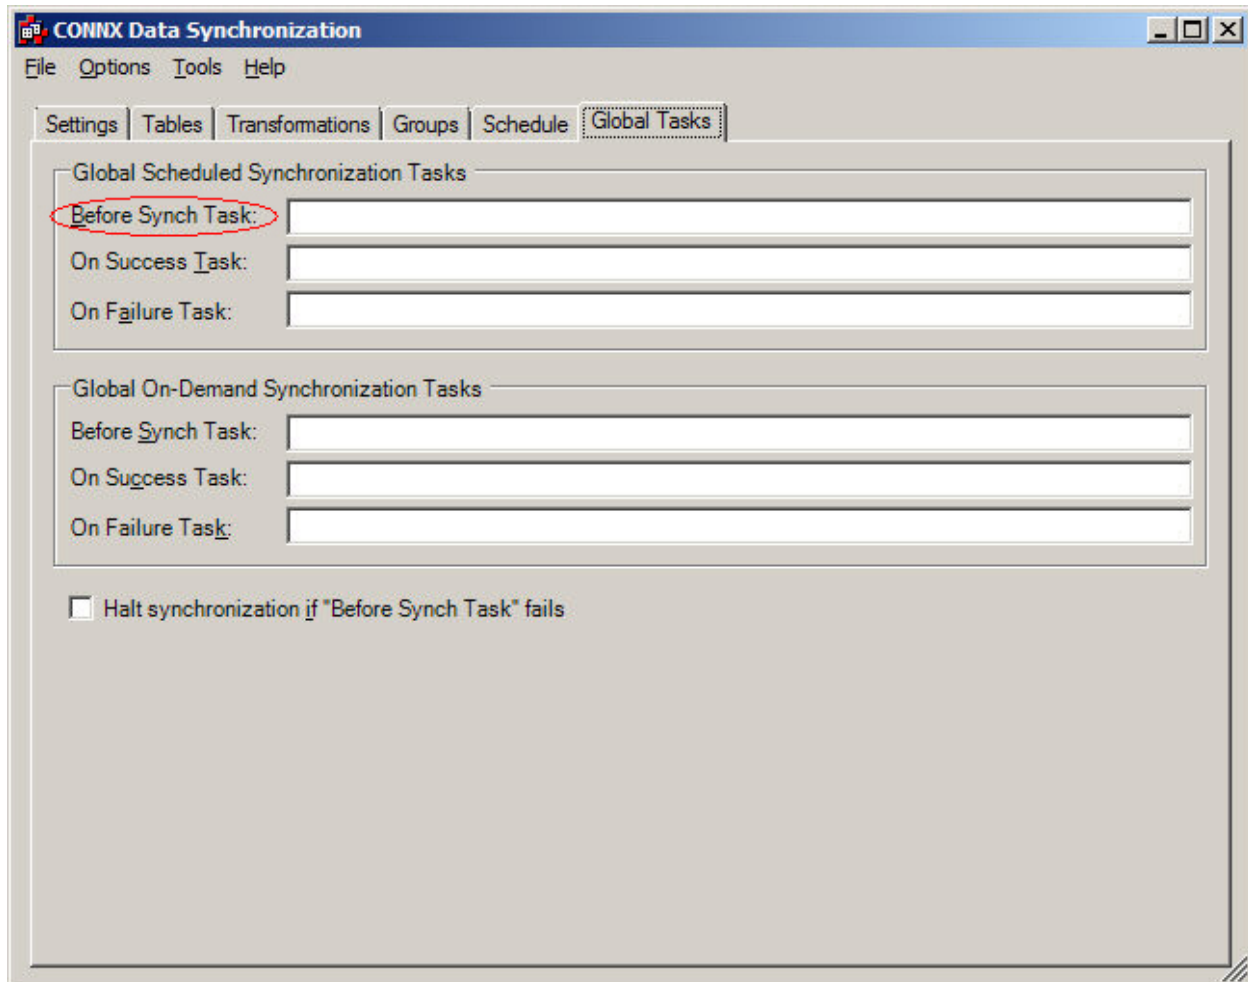 CONNX Data Synchronization
File Options Tools Help
Settings Tables Transformations Groups Schedule Global Tasks
Global Scheduled Synchronization Tasks
Before Synch Task:
On Success Task:
On Failure Task:
Global On-Demand Synchronization Tasks
Before Synch Task:
On Success Task:
On Failure Task:
Halt synchronization if "Before Synch Task" fails